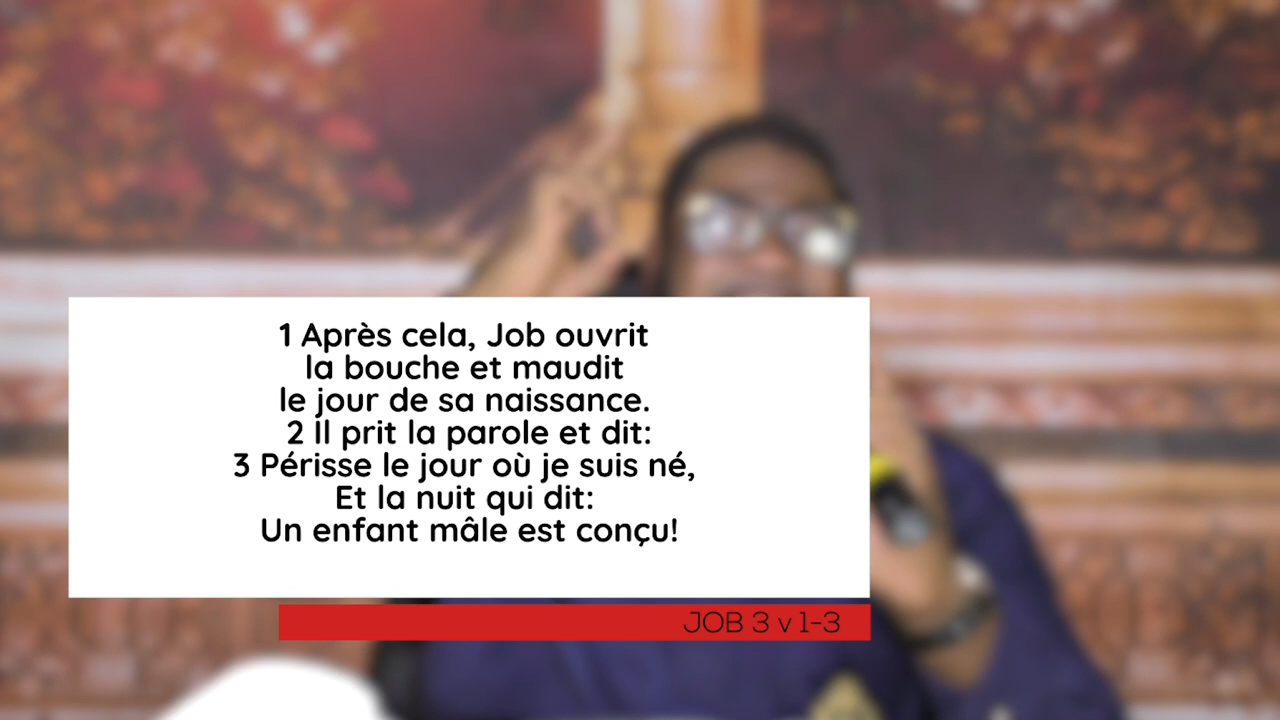 1 Après cela, Job ouvrit
la bouche et maudit
le jour de sa naissance.
2 Il prit la parole et dit:
3 Périsse le jour où je suis né,
Et la nuit qui dit:
Un enfant mâle est conçu!
JOB 3 v 1-3